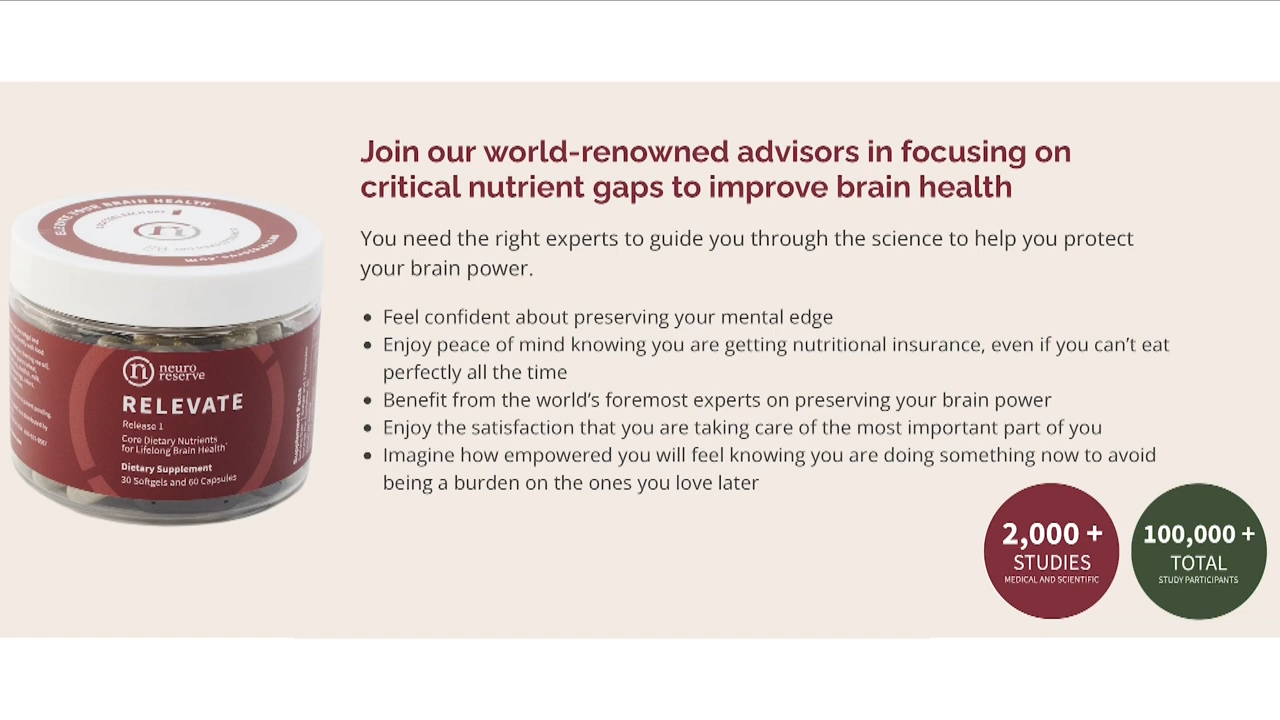 Join our world-renowned advisors in focusing on
critical nutrient gaps to improve brain health
You need the right experts to guide you through the science to help you protect
your brain power.
• Feel confident about preserving your mental edge
• Enjoy peace of mind knowing you are getting nutritional insurance, even if you can't eat
perfectly all the time
• Benefit from the world's foremost experts on preserving your brain power
• Enjoy the satisfaction that you are taking care of the most important part of you
• Imagine how empowered you will feel knowing you are doing something now to avoid
being a burden on the ones you love later
YOUR BRAIN HEALTH
n
neuro
reserve
RELEVATE
Release 1
Core Dietary Nutrients
for Lifelong Brain Health*
Dietary Supplement
30 Softgels and 60 Capsules
2,000 +
STUDIES
MEDICAL AND SCIENTIFIC
100,000 +
TOTAL
STUDY PARTICIPANTS